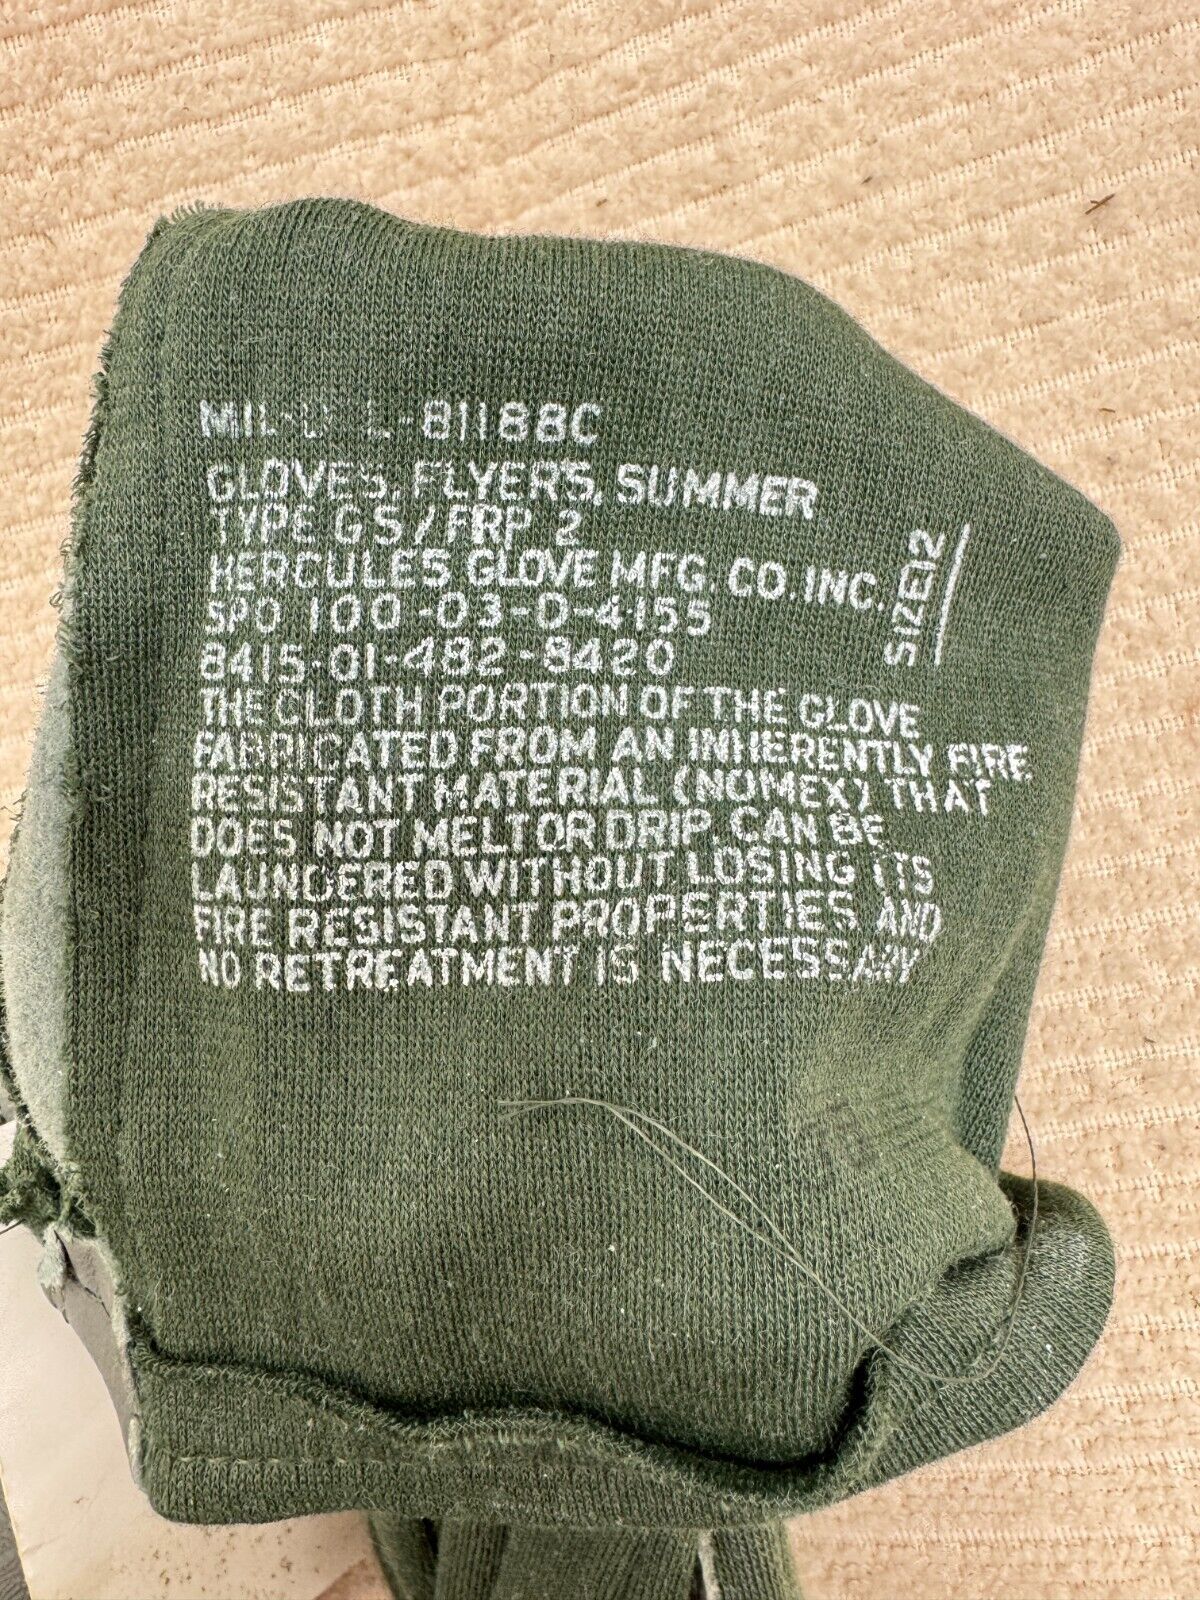 -81188C
GLOVES, FLYERS, SUMMER
TYPE GS/FRP 2
HERCULES GLOVE MFG. CO. INC.
SPO 100-03-D-4155
8415-01-482-8420
THE CLOTH PORTION OF THE GLOVE
FABRICATED FROM AN INHERENTLY FIRE
RESISTANT MATERIAL (NOMEX) THAT
DOES NOT MELT OR DRIP. CAN BE
LAUNDERED WITHOUT LOSING ITS
FIRE RESISTANT PROPERTIES AND
NO RETREATMENT IS NECESSARY
SIZE 12